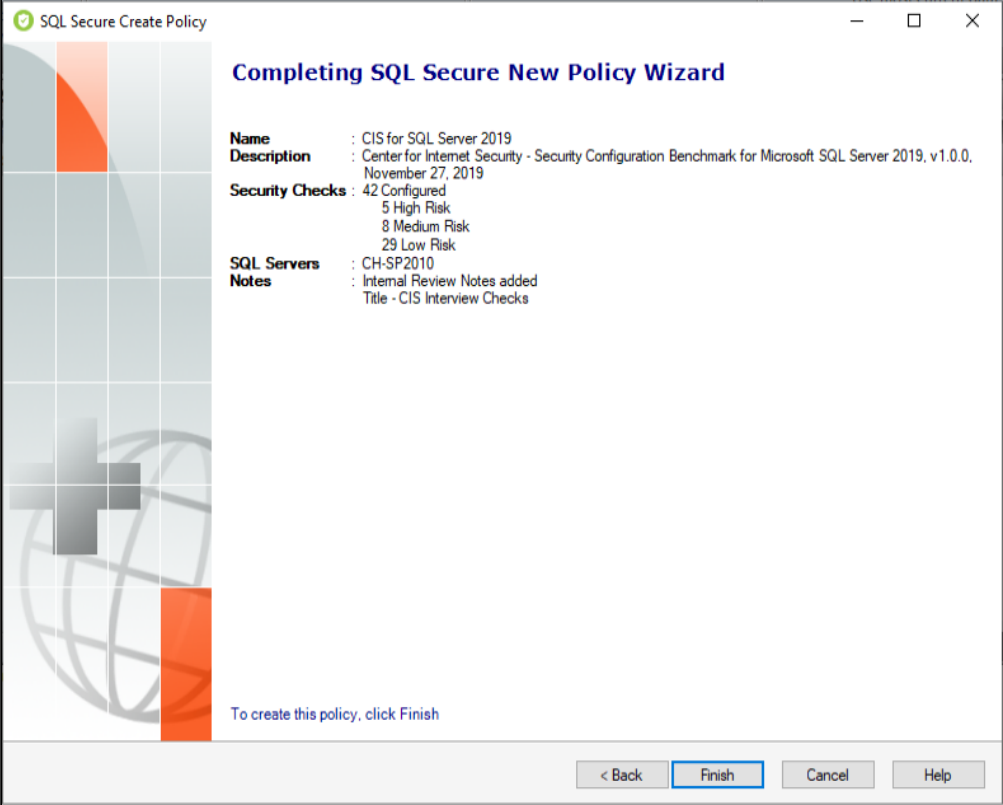 SQL Secure Create Policy
Completing SQL Secure New Policy Wizard
Name : CIS for SQL Server 2019
Description : Center for Internet Security - Security Configuration Benchmark for Microsoft SQL Server 2019, v1.0.0,
November 27, 2019
Security Checks : 42 Configured
5 High Risk
8 Medium Risk
29 Low Risk
SQL Servers : CH-SP2010
Notes : Internal Review Notes added
Title - CIS Interview Checks
To create this policy, click Finish
< Back Finish Cancel Help